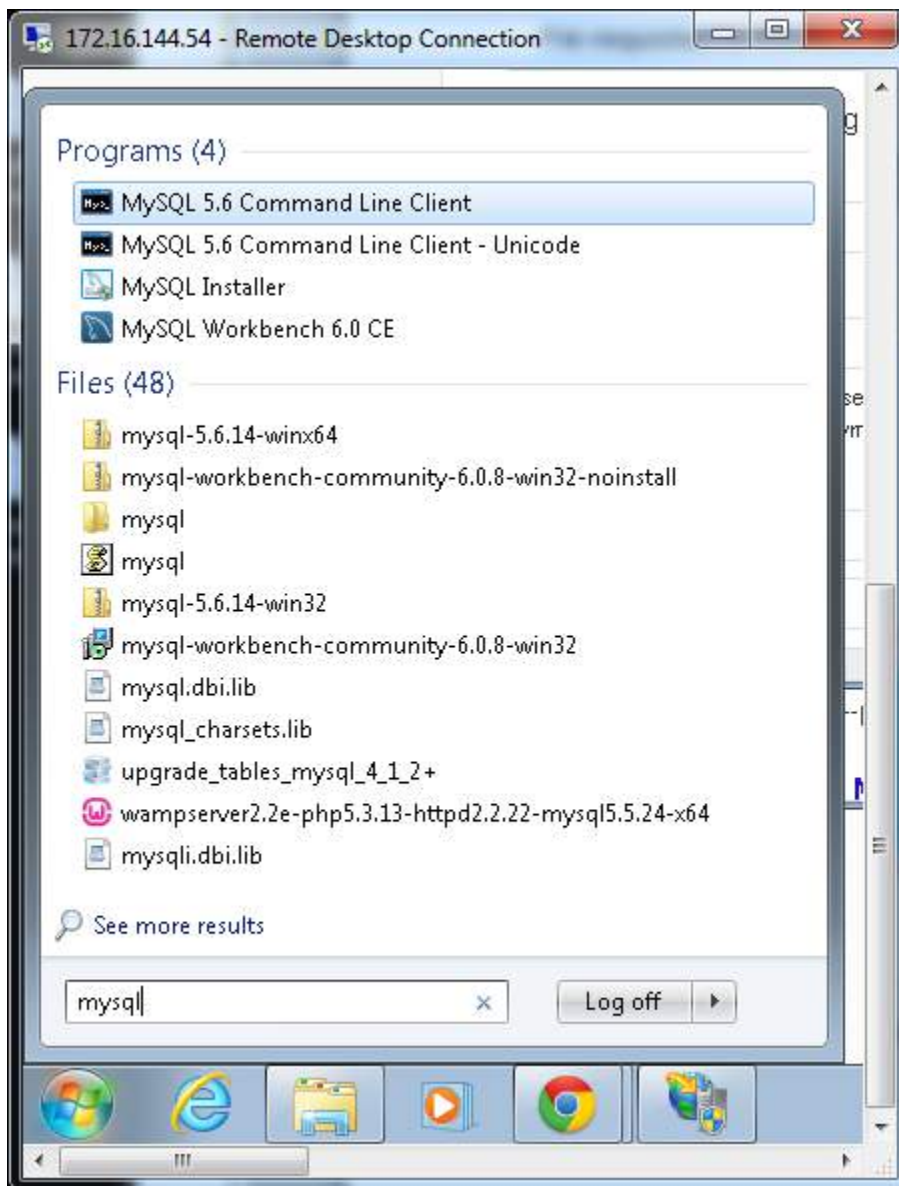 172.16.144.54 - Remote Desktop Connection
Programs (4)
MySQL 5.6 Command Line Client
MySQL 5.6 Command Line Client - Unicode
MySQL Installer
MySQL Workbench 6.0 CE
Files (48)
mysql-5.6.14-winx64
mysql-workbench-community-6.0.8-win32-noinstall
mysql
mysql
mysql-5.6.14-win32
mysql-workbench-community-6.0.8-win32
mysql.dbi.lib
mysql_charsets.lib
upgrade_tables_mysql_4_1_2+
wampserver2.2e-php5.3.13-httpd2.2.22-mysql5.5.24-x64
mysqli.dbi.lib
See more results
mysql
Log off